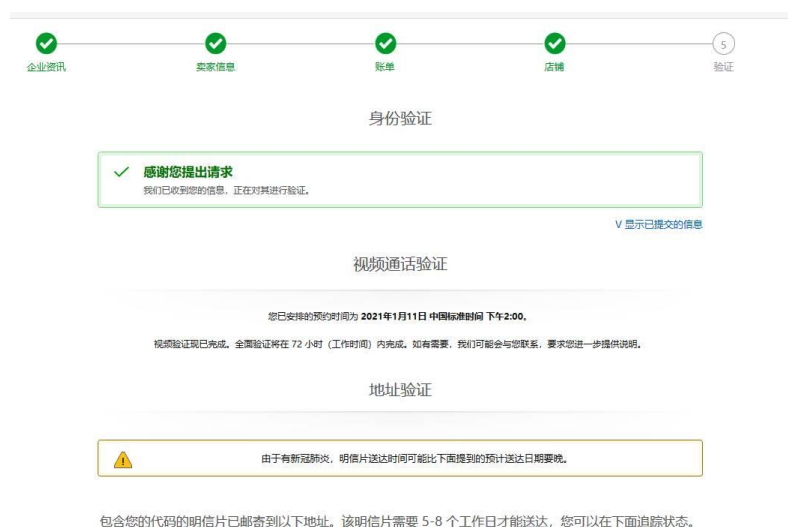 5
企业资讯 卖家信息 账单 店铺 验证
身份验证
感谢您提出请求
我们已收到您的信息，正在对其进行验证。
V 显示已提交的信息
视频通话验证
您已安排的预约时间为 2021年1月11日 中国标准时间 下午2:00。
视频验证现已完成。全面验证将在 72 小时（工作时间）内完成。如有需要，我们可能会与您联系，要求您进一步提供说明。
地址验证
由于有新冠肺炎，明信片送达时间可能比下面提到的预计送达日期要晚。
包含您的代码的明信片已邮寄到以下地址。该明信片需要 5-8 个工作日才能送达，您可以在下面追踪状态。